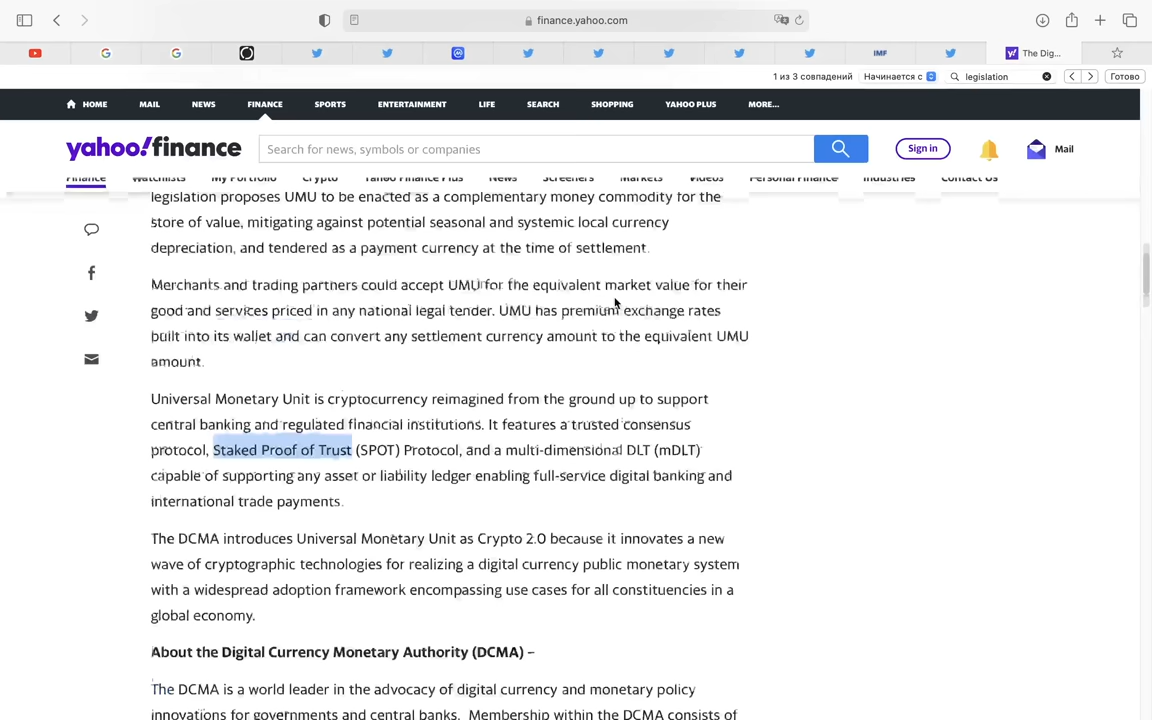 finance.yahoo.com
IMF
The Dig...
1 из 3 совпадений
Начинается с
legislation
Готово
HOME MAIL NEWS FINANCE SPORTS ENTERTAINMENT LIFE SEARCH SHOPPING YAHOO PLUS MORE...
yahoo!finance
Search for news, symbols or companies
Sign in
Mail
Finance Watchlists My Portfolio Crypto Yahoo Finance Plus News Screeners Markets Videos Personal Finance Industries Contact Us
legislation proposes UMU to be enacted as a complementary money commodity for the
store of value, mitigating against potential seasonal and systemic local currency
depreciation, and tendered as a payment currency at the time of settlement.
Merchants and trading partners could accept UMU for the equivalent market value for their
good and services priced in any national legal tender. UMU has premium exchange rates
built into its wallet and can convert any settlement currency amount to the equivalent UMU
amount.
Universal Monetary Unit is cryptocurrency reimagined from the ground up to support
central banking and regulated financial institutions. It features a trusted consensus
protocol, Staked Proof of Trust (SPOT) Protocol, and a multi-dimensional DLT (mDLT)
capable of supporting any asset or liability ledger enabling full-service digital banking and
international trade payments.
The DCMA introduces Universal Monetary Unit as Crypto 2.0 because it innovates a new
wave of cryptographic technologies for realizing a digital currency public monetary system
with a widespread adoption framework encompassing use cases for all constituencies in a
global economy.
About the Digital Currency Monetary Authority (DCMA) –
The DCMA is a world leader in the advocacy of digital currency and monetary policy
innovations for governments and central banks. Membership within the DCMA consists of